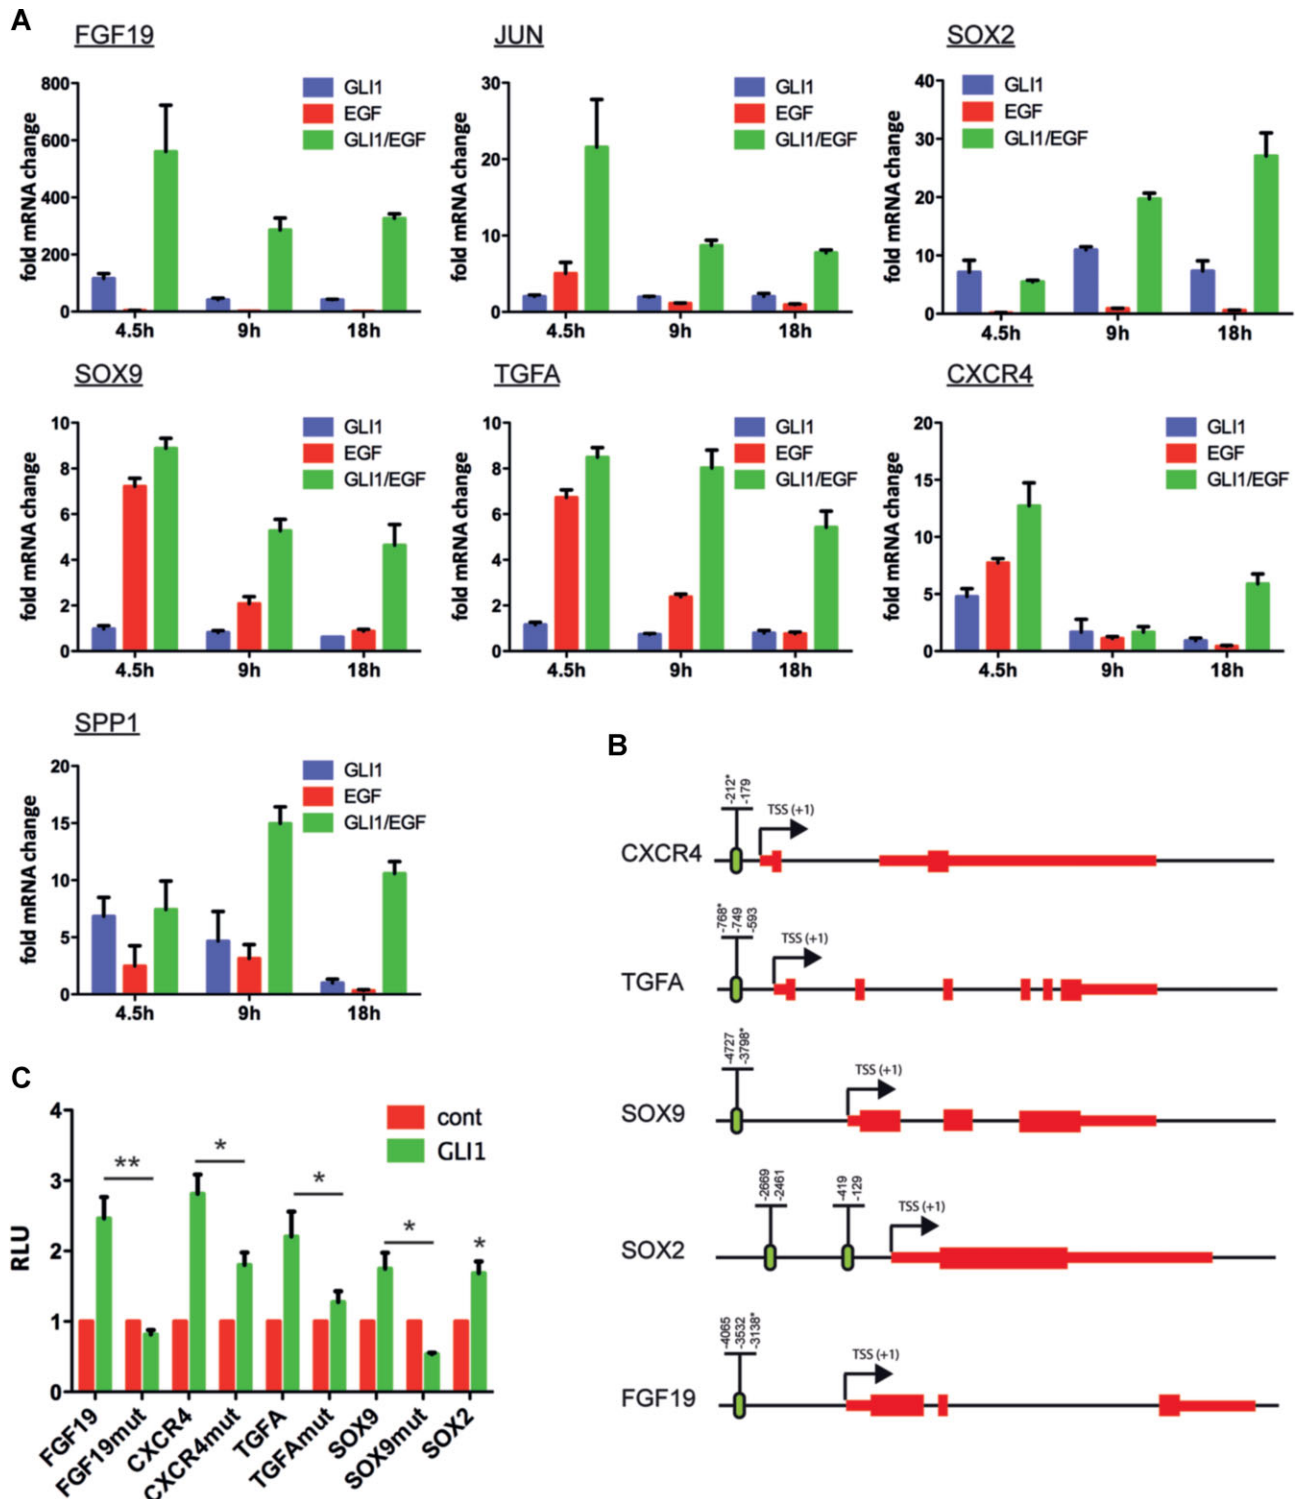 A
FGF19
fold mRNA change
800
600
400
200
0
GLI1
EGF
GLI1/EGF
4.5h 9h 18h
JUN
fold mRNA change
30
20
10
0
GLI1
EGF
GLI1/EGF
4.5h 9h 18h
SOX2
fold mRNA change
40
30
20
10
0
GLI1
EGF
GLI1/EGF
4.5h 9h 18h
SOX9
fold mRNA change
10
8
6
4
2
0
GLI1
EGF
GLI1/EGF
4.5h 9h 18h
TGFA
fold mRNA change
10
8
6
4
2
0
GLI1
EGF
GLI1/EGF
4.5h 9h 18h
CXCR4
fold mRNA change
20
15
10
5
0
GLI1
EGF
GLI1/EGF
4.5h 9h 18h
SPP1
fold mRNA change
20
15
10
5
0
GLI1
EGF
GLI1/EGF
4.5h 9h 18h
B
-212*
-179
TSS (+1)
CXCR4
-768*
-749
-593
TSS (+1)
TGFA
-4727
-3798*
TSS (+1)
SOX9
-2669
-2461
-419
-129
TSS (+1)
SOX2
-4065
-3532
-3138*
TSS (+1)
FGF19
C
RLU
4
3
2
1
0
cont
GLI1
**
*
*
*
*
FGF19
FGF19mut
CXCR4
CXCR4mut
TGFA
TGFAmut
SOX9
SOX9mut
SOX2